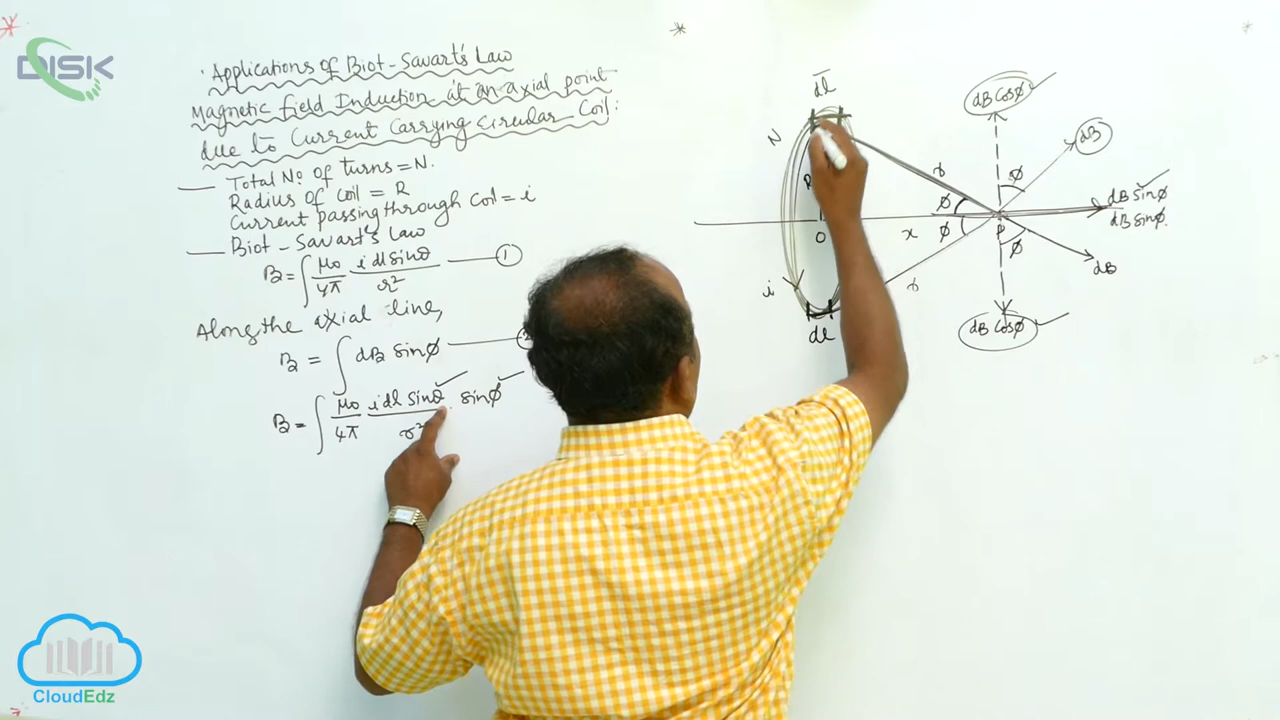 DISK
Applications of Biot-Savart's Law
Magnetic field Induction at an axial point
due to Current Carrying Circular Coil:
Total No of turns = N.
Radius of coil = R
Current passing through Coil = i
Biot-Savart's Law
B = ∫ μ₀/4π i dl sinθ/r² — 1
Along the axial line,
B = ∫ dB sinφ
B = ∫ μ₀/4π i dl sinθ/r² . sinφ
dl
N
R
O
x
i
dl
r
r
φ
φ
φ
φ
P
dB cosφ
dB
dB sinφ
dB sinφ.
dB
dB cosφ
CloudEdz